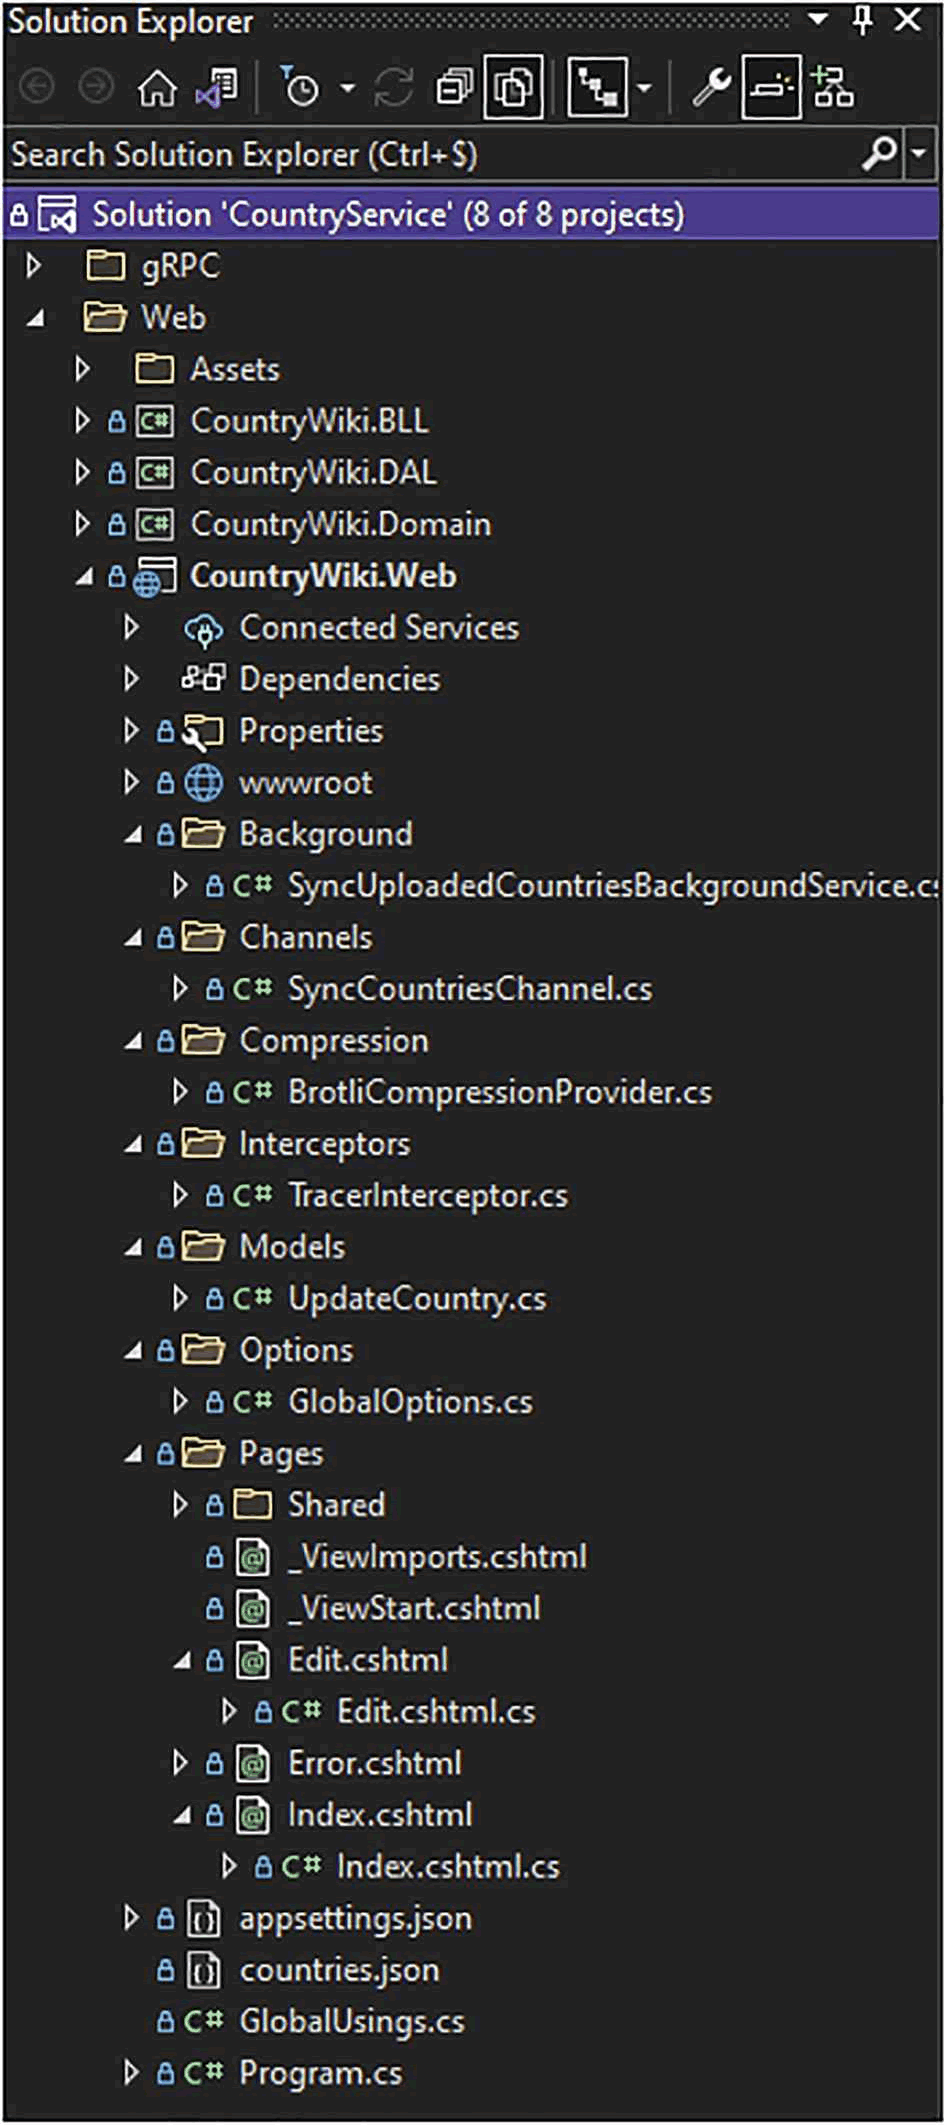 Solution Explorer
Search Solution Explorer (Ctrl+$)
Solution 'CountryService' (8 of 8 projects)
gRPC
Web
Assets
C# CountryWiki.BLL
C# CountryWiki.DAL
C# CountryWiki.Domain
CountryWiki.Web
Connected Services
Dependencies
Properties
wwwroot
Background
C# SyncUploadedCountriesBackgroundService.cs
Channels
C# SyncCountriesChannel.cs
Compression
C# BrotliCompressionProvider.cs
Interceptors
C# TracerInterceptor.cs
Models
C# UpdateCountry.cs
Options
C# GlobalOptions.cs
Pages
Shared
@ _ViewImports.cshtml
@ _ViewStart.cshtml
@ Edit.cshtml
C# Edit.cshtml.cs
@ Error.cshtml
@ Index.cshtml
C# Index.cshtml.cs
appsettings.json
countries.json
C# GlobalUsings.cs
C# Program.cs